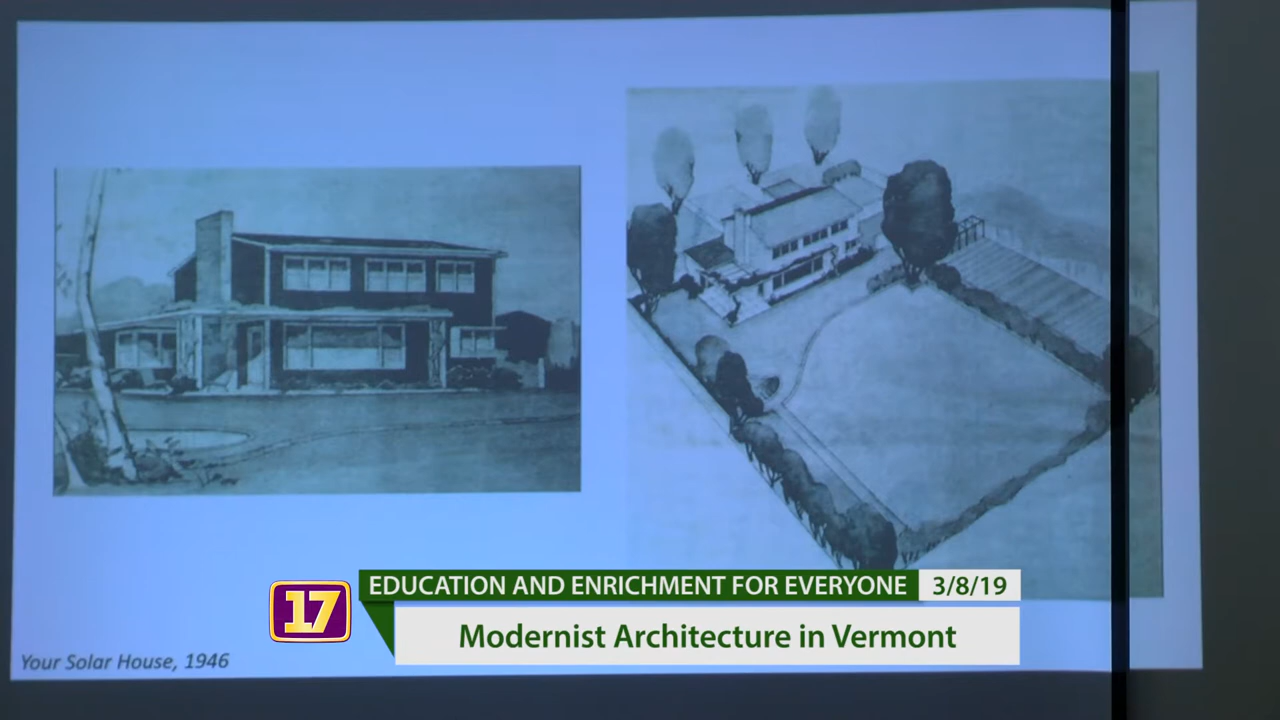 EDUCATION AND ENRICHMENT FOR EVERYONE 3/8/19
17
Modernist Architecture in Vermont
Your Solar House, 1946